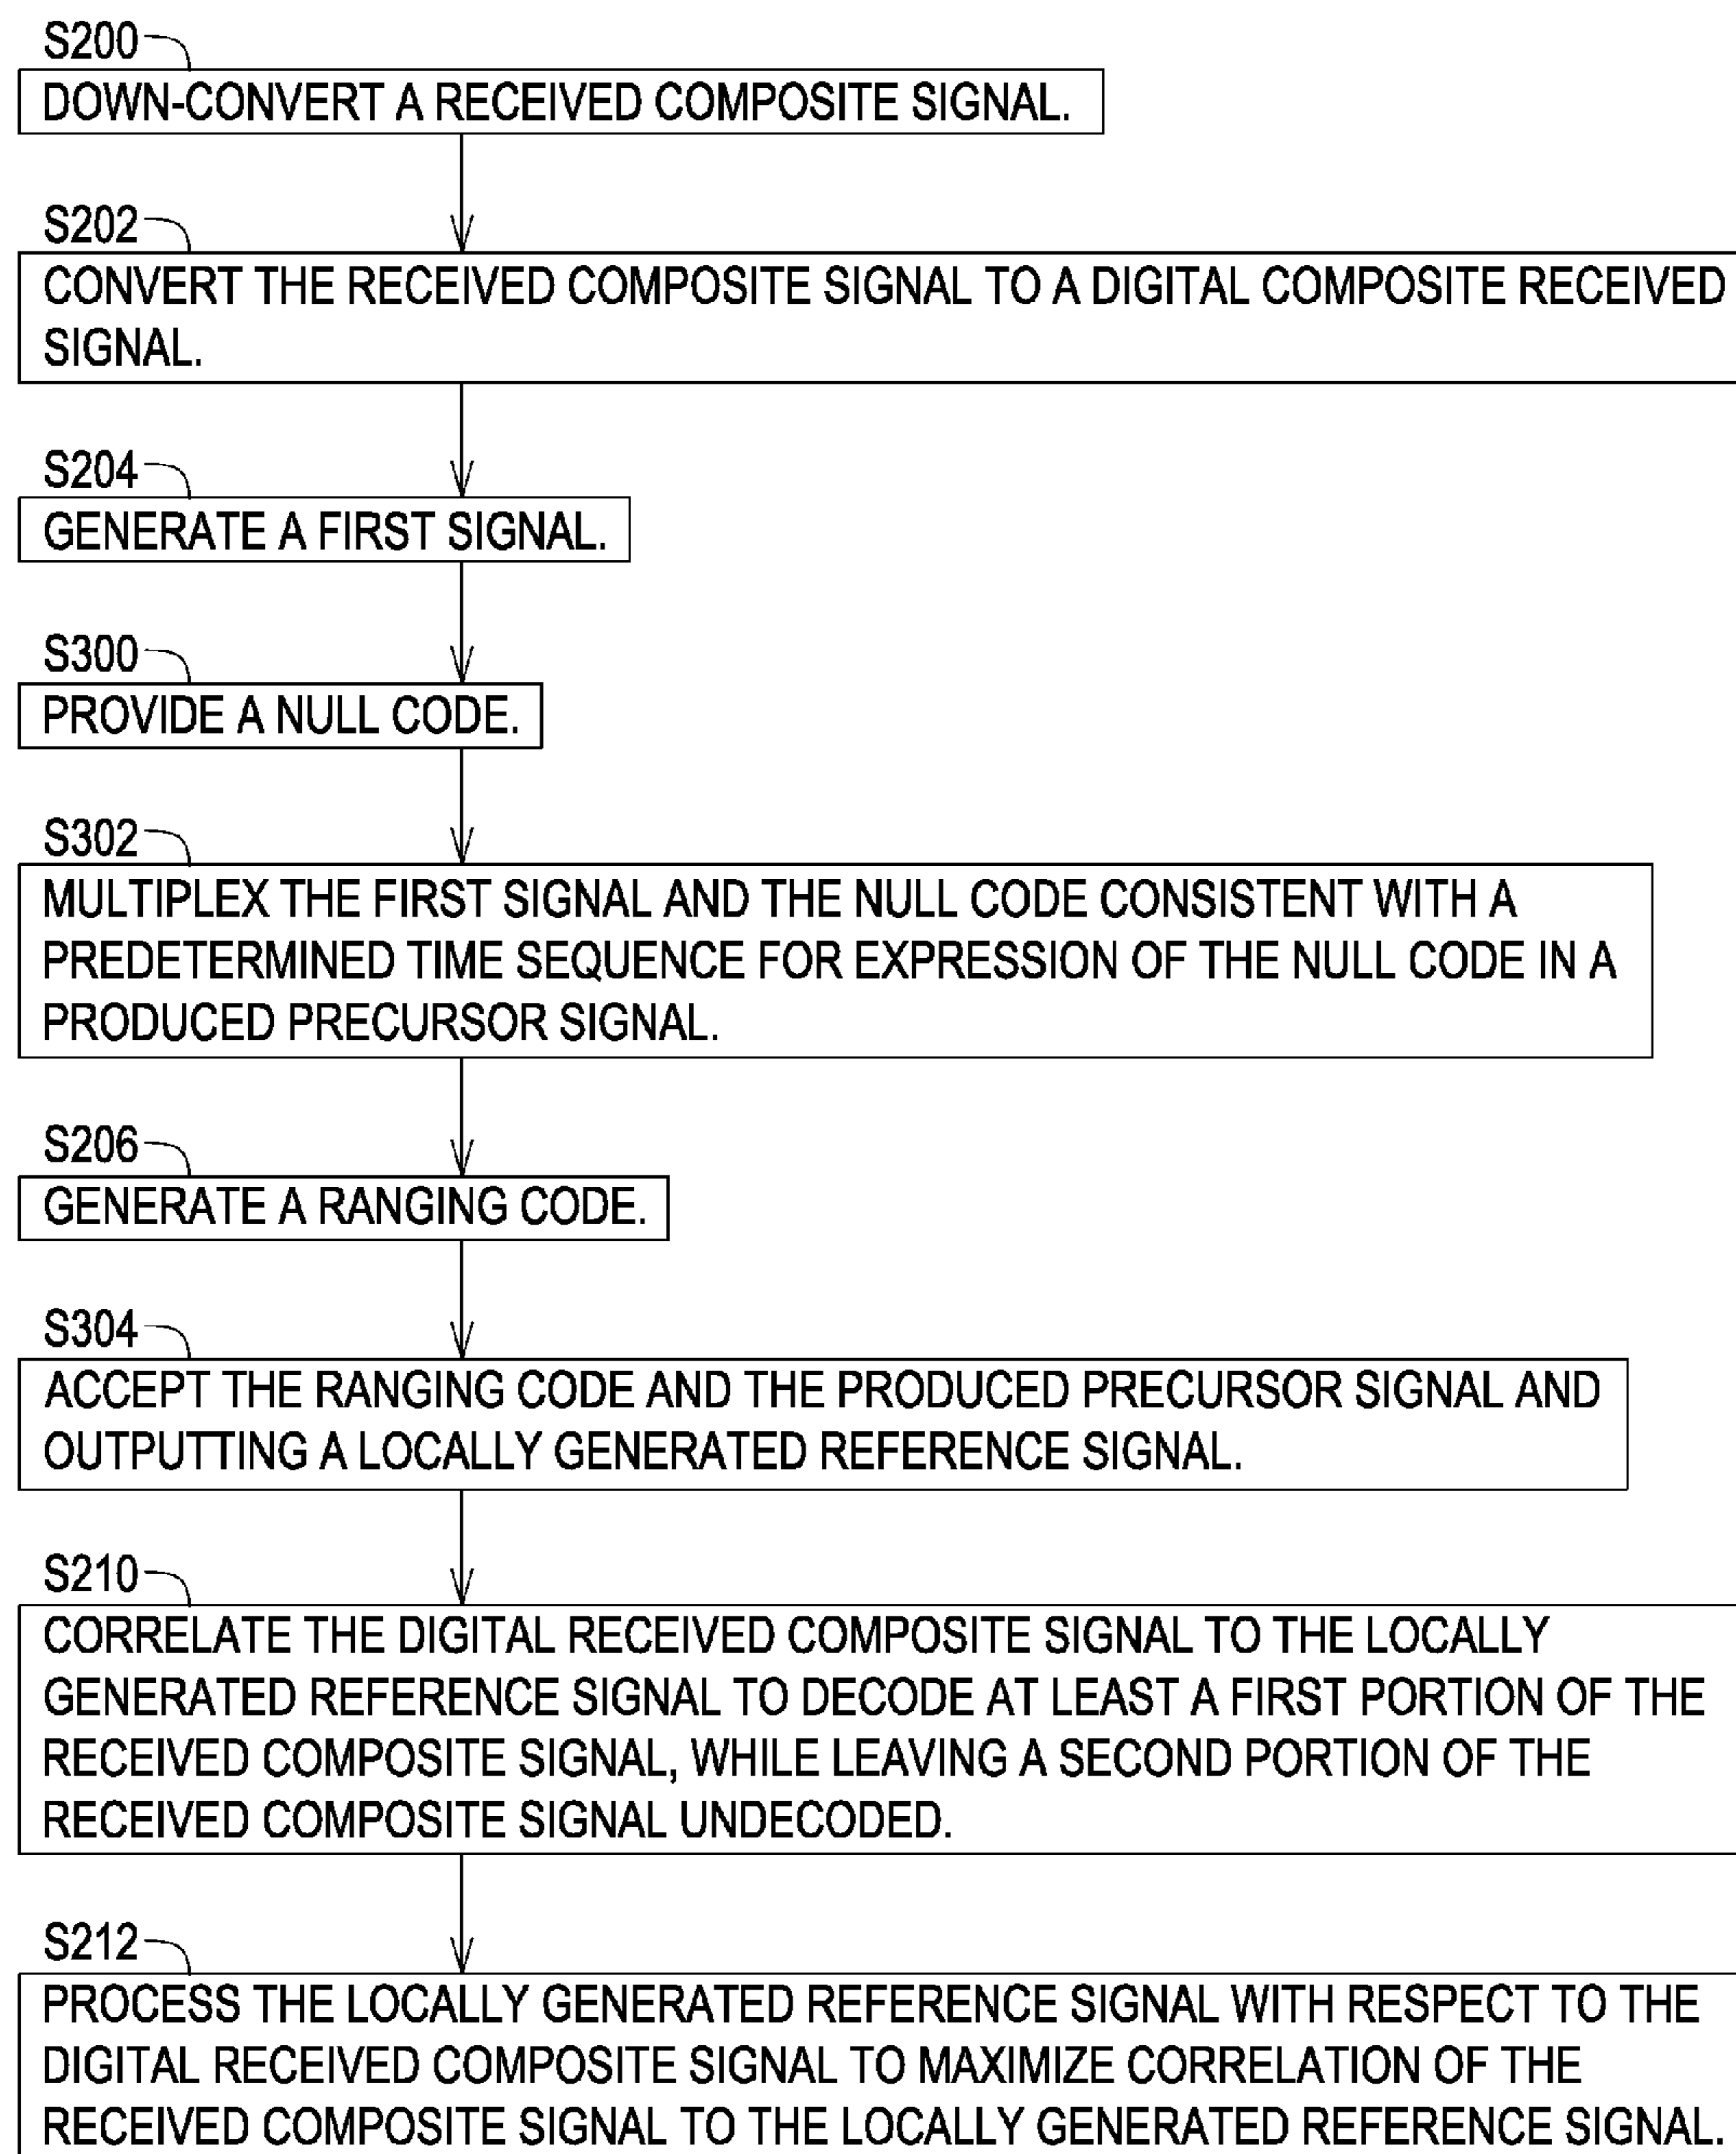 S200
DOWN-CONVERT A RECEIVED COMPOSITE SIGNAL.
S202
CONVERT THE RECEIVED COMPOSITE SIGNAL TO A DIGITAL COMPOSITE RECEIVED
SIGNAL.
S204
GENERATE A FIRST SIGNAL.
S300
PROVIDE A NULL CODE.
S302
MULTIPLEX THE FIRST SIGNAL AND THE NULL CODE CONSISTENT WITH A
PREDETERMINED TIME SEQUENCE FOR EXPRESSION OF THE NULL CODE IN A
PRODUCED PRECURSOR SIGNAL.
S206
GENERATE A RANGING CODE.
S304
ACCEPT THE RANGING CODE AND THE PRODUCED PRECURSOR SIGNAL AND
OUTPUTTING A LOCALLY GENERATED REFERENCE SIGNAL.
S210
CORRELATE THE DIGITAL RECEIVED COMPOSITE SIGNAL TO THE LOCALLY
GENERATED REFERENCE SIGNAL TO DECODE AT LEAST A FIRST PORTION OF THE
RECEIVED COMPOSITE SIGNAL, WHILE LEAVING A SECOND PORTION OF THE
RECEIVED COMPOSITE SIGNAL UNDECODED.
S212
PROCESS THE LOCALLY GENERATED REFERENCE SIGNAL WITH RESPECT TO THE
DIGITAL RECEIVED COMPOSITE SIGNAL TO MAXIMIZE CORRELATION OF THE
RECEIVED COMPOSITE SIGNAL TO THE LOCALLY GENERATED REFERENCE SIGNAL.